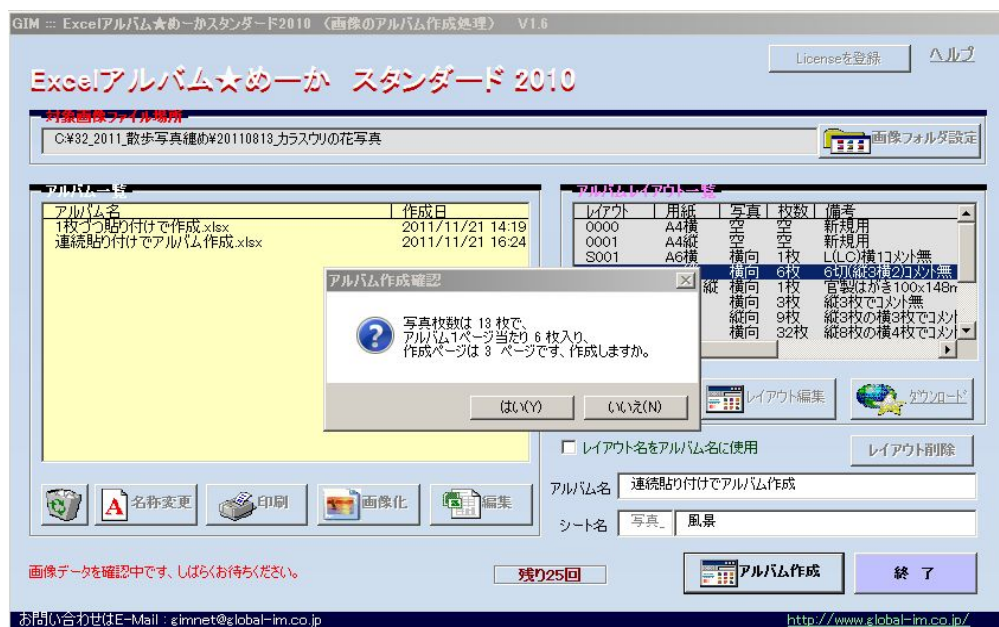 GIM ::: Excelアルバム★めーかスタンダード2010 〈画像のアルバム作成処理〉 V1.6
Licenseを登録 ヘルプ
Excelアルバム★めーか スタンダード 2010
対象画像ファイル場所
C:¥32_2011_散歩写真纏め¥20110813_カラスウリの花写真
画像フォルダ設定
アルバム一覧
アルバム名 作成日
1枚づつ貼り付けで作成.xlsx 2011/11/21 14:19
連続貼り付けでアルバム作成.xlsx 2011/11/21 16:24
アルバムレイアウト一覧
レイアウト 用紙 写真 枚数 備考
0000 A4横 空 空 新規用
0001 A4縦 空 空 新規用
S001 A6横 横向 1枚 L(LC)横1コメント無
横向 6枚 6切(縦3横2)コメント無
縦 横向 1枚 官製はがき100x148m
横向 3枚 縦3枚でコメント無
縦向 9枚 縦3枚の横3枚でコメント
横向 32枚 縦8枚の横4枚でコメント
アルバム作成確認
写真枚数は 13 枚で、
アルバム1ページ当たり 6 枚入り、
作成ページは 3 ページです、作成しますか。
はい(Y) いいえ(N)
レイアウト編集 ダウンロード
レイアウト名をアルバム名に使用 レイアウト削除
アルバム名 連続貼り付けでアルバム作成
シート名 写真_ 風景
名称変更 印刷 画像化 編集
画像データを確認中です、しばらくお待ちください。
残り25回
アルバム作成 終 了
お問い合わせはE-Mail : gimnet@global-im.co.jp http://www.global-im.co.jp/